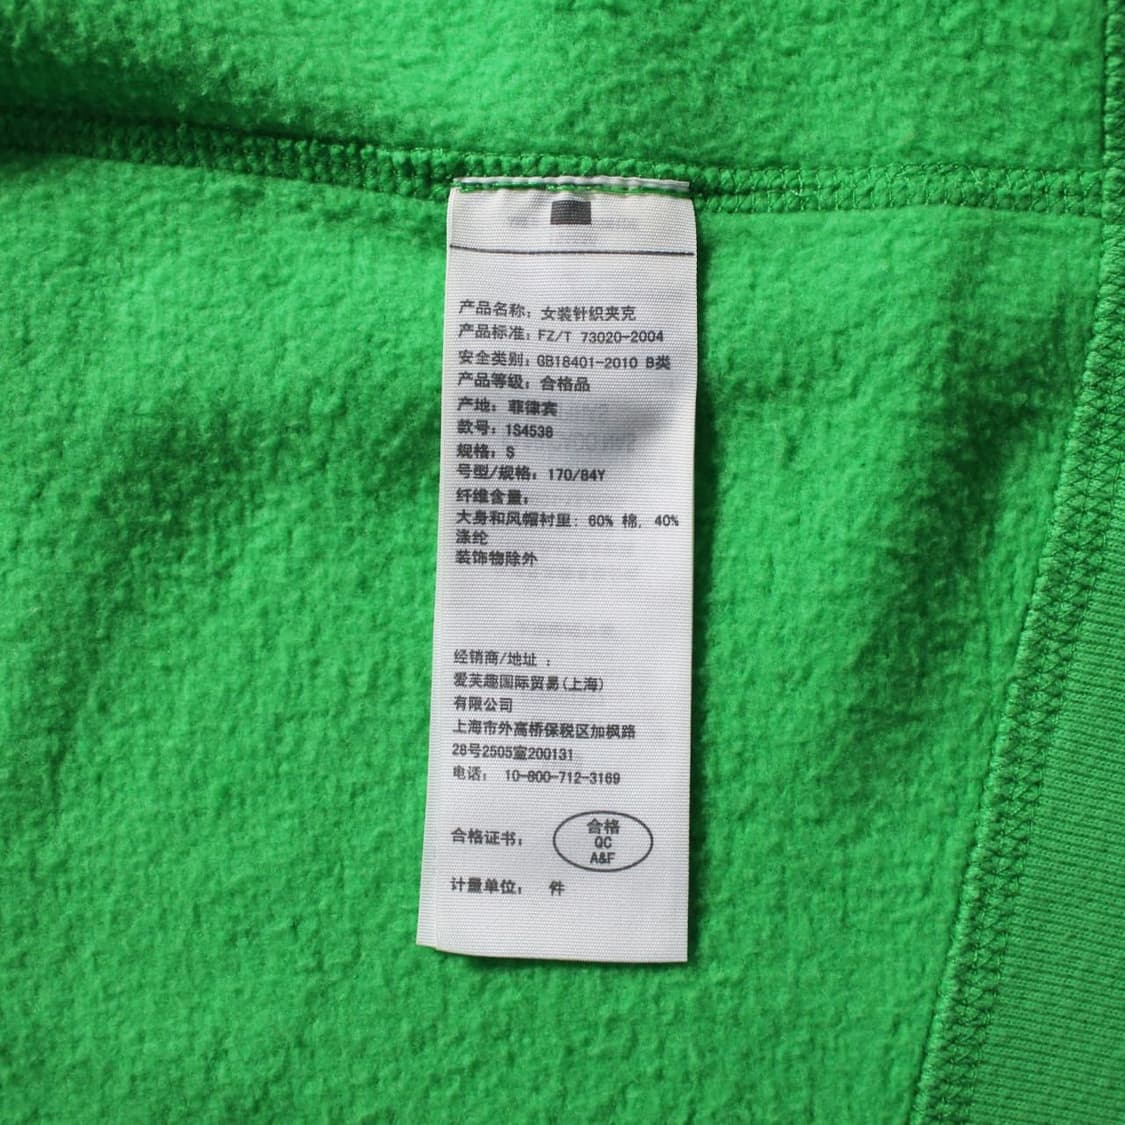 产品名称：女装针织夹克
产品标准：FZ/T 73020-2004
安全类别：GB18401-2010 B类
产品等级：合格品
产地：菲律宾
款号：1S4538
规格：S
号型/规格：170/84Y
纤维含量：
大身和风帽衬里：60% 棉，40%
涤纶
装饰物除外
经销商/地址 ：
爱芙趣国际贸易(上海)
有限公司
上海市外高桥保税区加枫路
28号2505室200131
电话： 10-800-712-3169
合格证书：
合格
QC
A&F
计量单位： 件